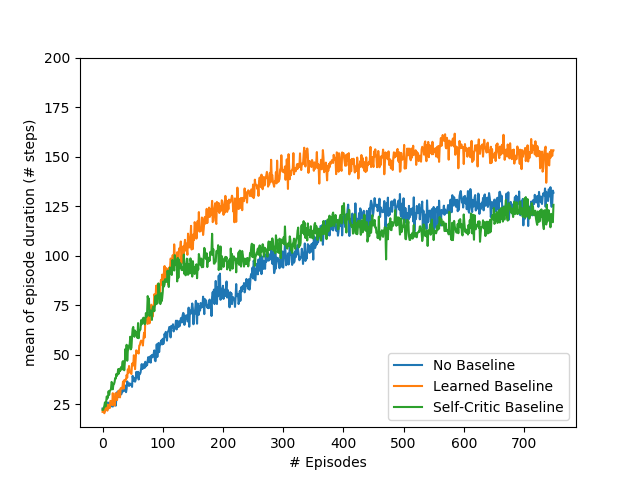 200
175
150
125
100
75
50
25
mean of episode duration (# steps)
0 100 200 300 400 500 600 700
# Episodes
No Baseline
Learned Baseline
Self-Critic Baseline